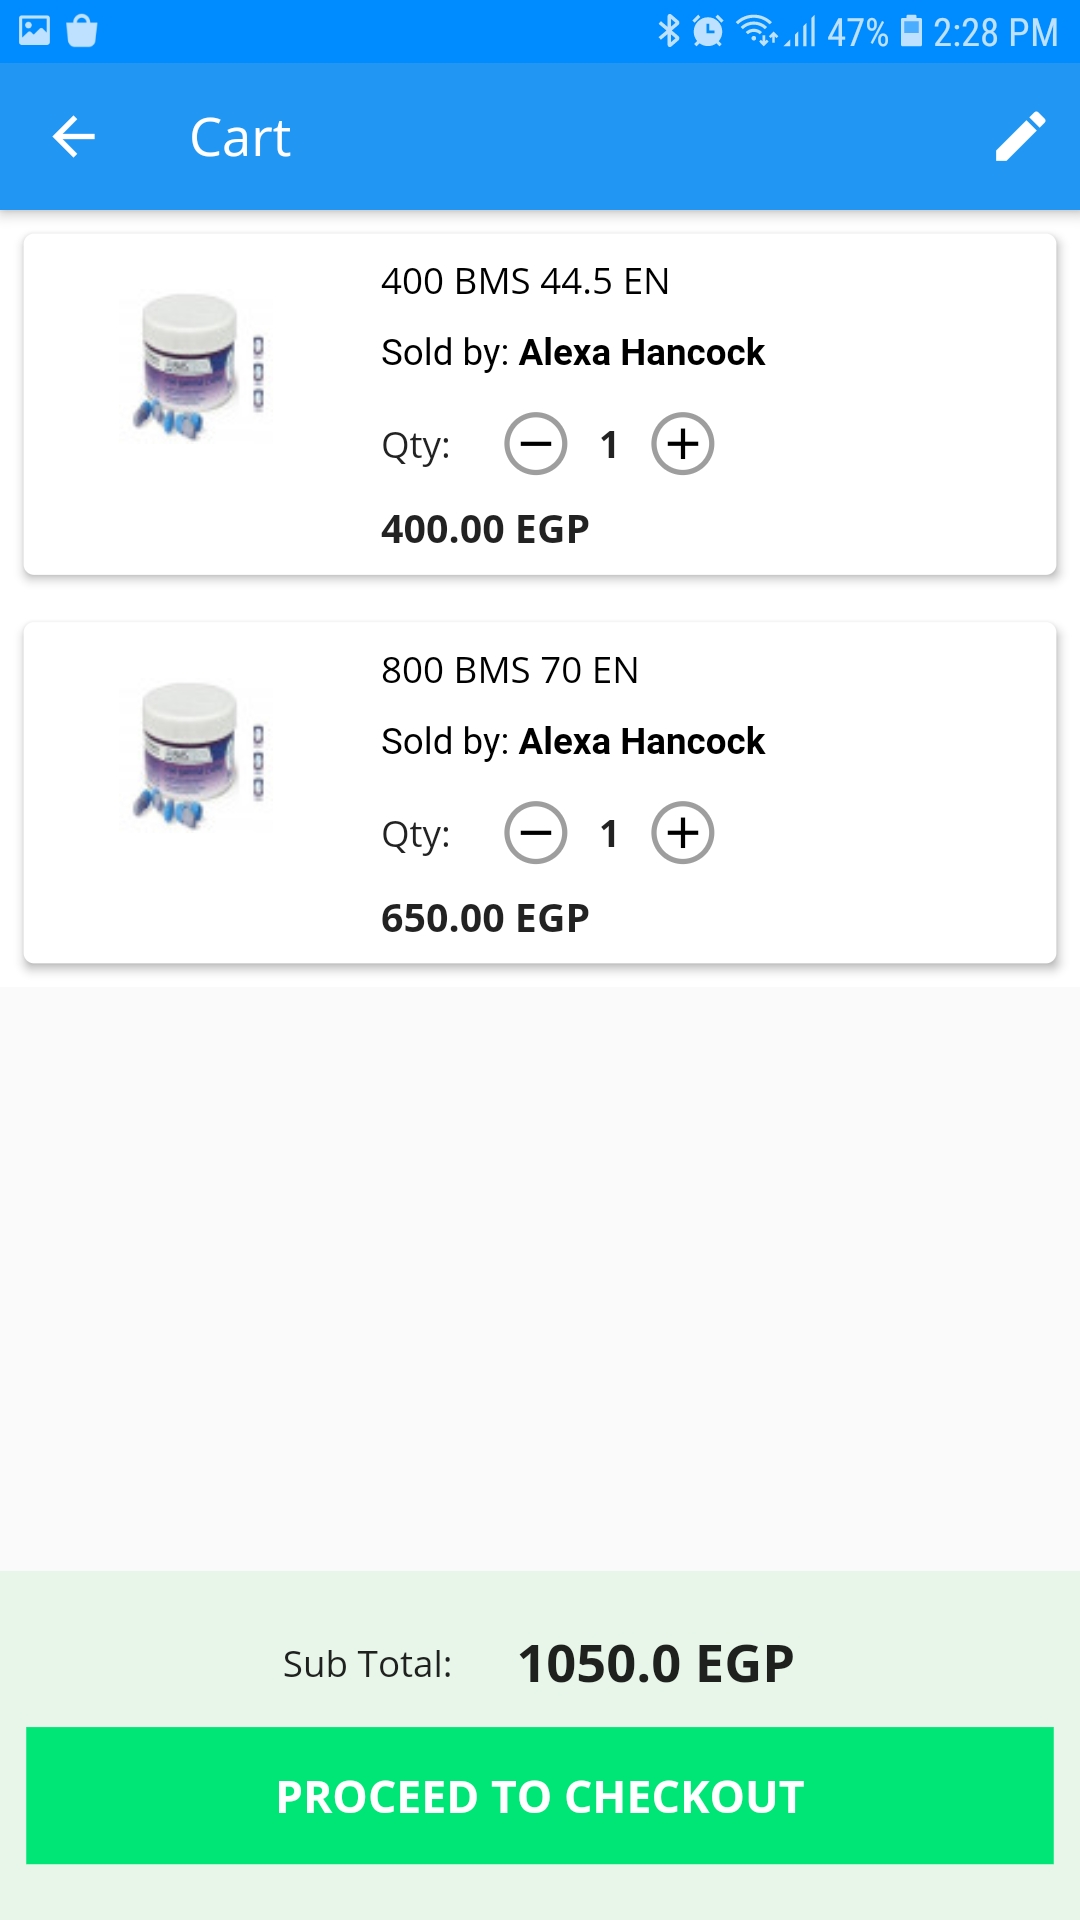 47% 2:28 PM
Cart
400 BMS 44.5 EN
Sold by: Alexa Hancock
Qty: 1
400.00 EGP
800 BMS 70 EN
Sold by: Alexa Hancock
Qty: 1
650.00 EGP
Sub Total: 1050.0 EGP
PROCEED TO CHECKOUT